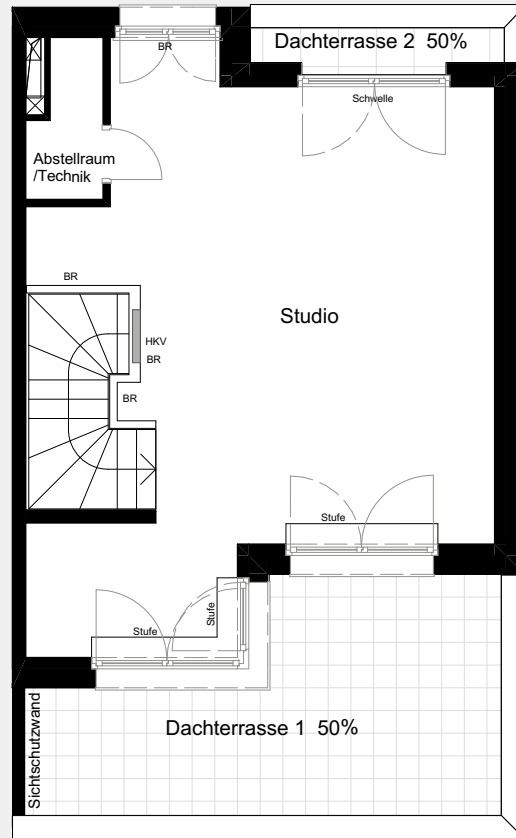 BR
Dachterrasse 2 50%
Schwelle
Abstellraum
/Technik
BR
Studio
HKV
BR
BR
Stufe
Stufe
Stufe
Sichtschutzwand
Dachterrasse 1 50%